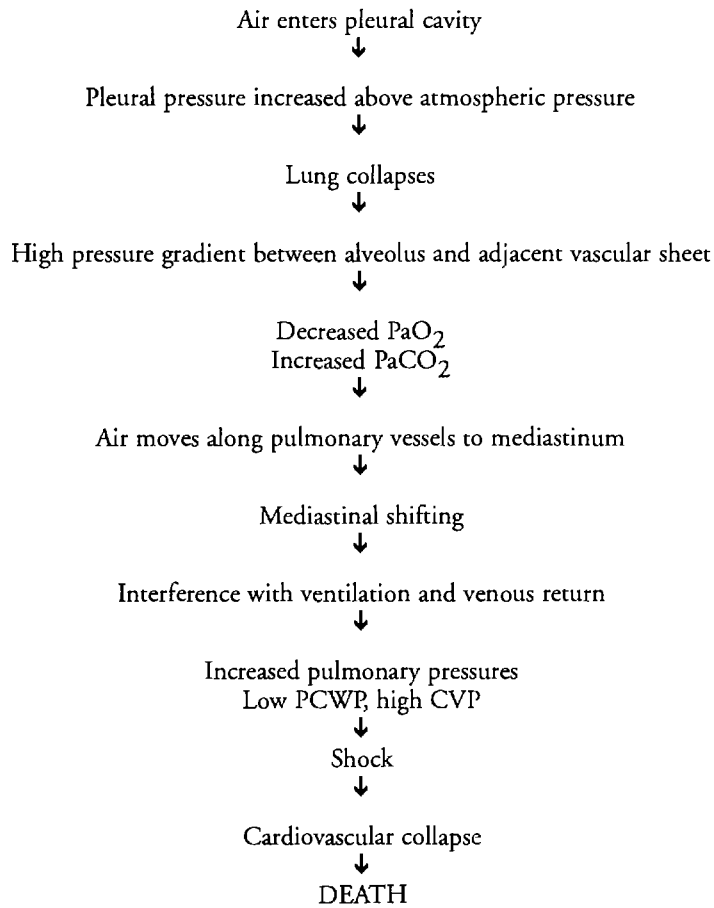 Air enters pleural cavity
↓
Pleural pressure increased above atmospheric pressure
↓
Lung collapses
↓
High pressure gradient between alveolus and adjacent vascular sheet
↓
Decreased PaO₂
Increased PaCO₂
↓
Air moves along pulmonary vessels to mediastinum
↓
Mediastinal shifting
↓
Interference with ventilation and venous return
↓
Increased pulmonary pressures
Low PCWP, high CVP
↓
Shock
↓
Cardiovascular collapse
↓
DEATH